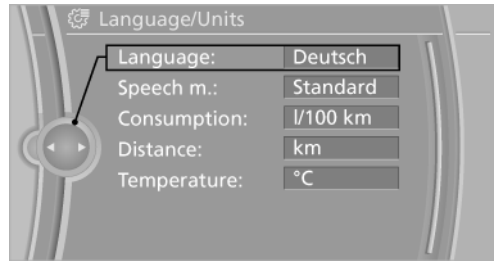 Language/Units
Language: Deutsch
Speech m.: Standard
Consumption: l/100 km
Distance: km
Temperature: °C